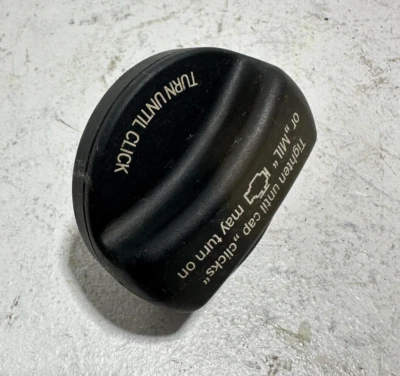 TURN UNTIL CLICK
Tighten until cap „clicks“
or „MIL“ may turn on